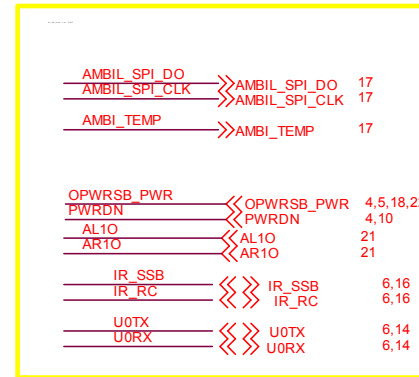 AMBIL_SPI_DO AMBIL_SPI_DO 17
AMBIL_SPI_CLK AMBIL_SPI_CLK 17
AMBI_TEMP AMBI_TEMP 17
OPWRSB_PWR OPWRSB_PWR 4,5,18,2
PWRDN PWRDN 4,10
AL1O AL1O 21
AR1O AR1O 21
IR_SSB IR_SSB 6,16
IR_RC IR_RC 6,16
U0TX U0TX 6,14
U0RX U0RX 6,14